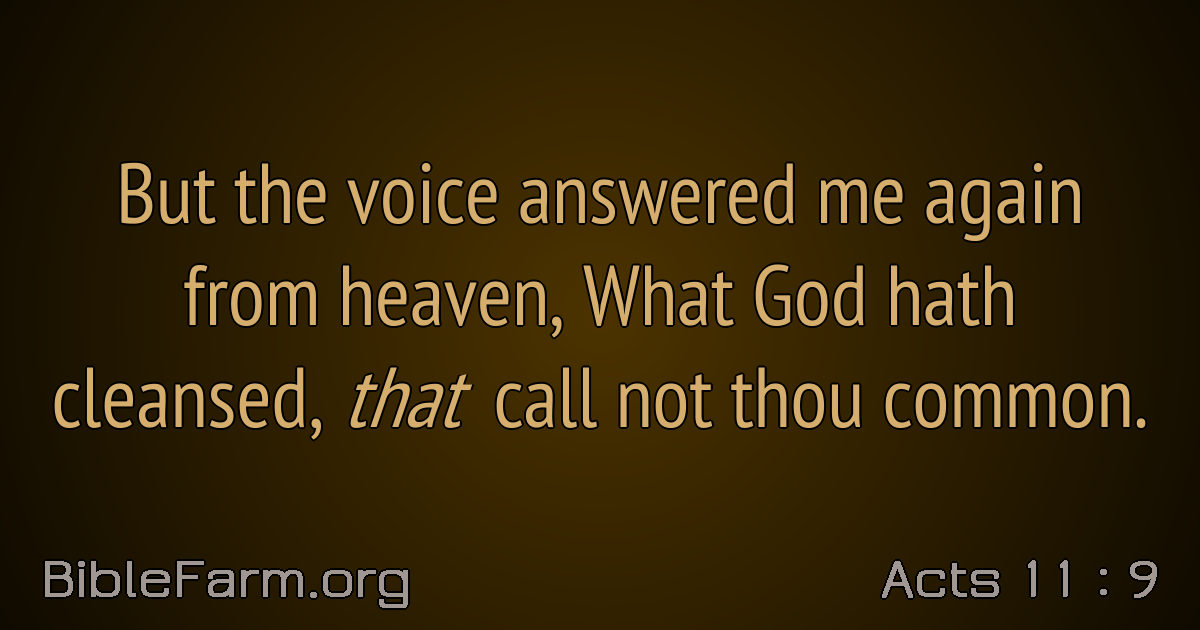 But the voice answered me again
from heaven, What God hath
cleansed, that call not thou common.
BibleFarm.org
Acts 11 : 9